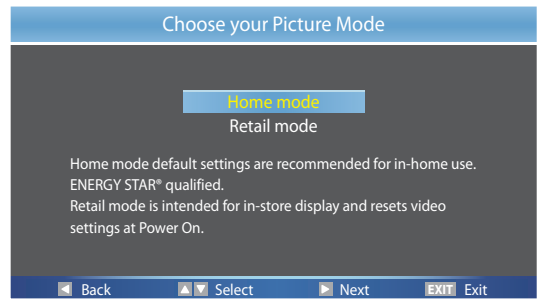 Choose your Picture Mode
Home mode
Retail mode
Home mode default settings are recommended for in-home use.
ENERGY STAR® qualified.
Retail mode is intended for in-store display and resets video
settings at Power On.
◀ Back ▲ ▼ Select ▶ Next EXIT Exit